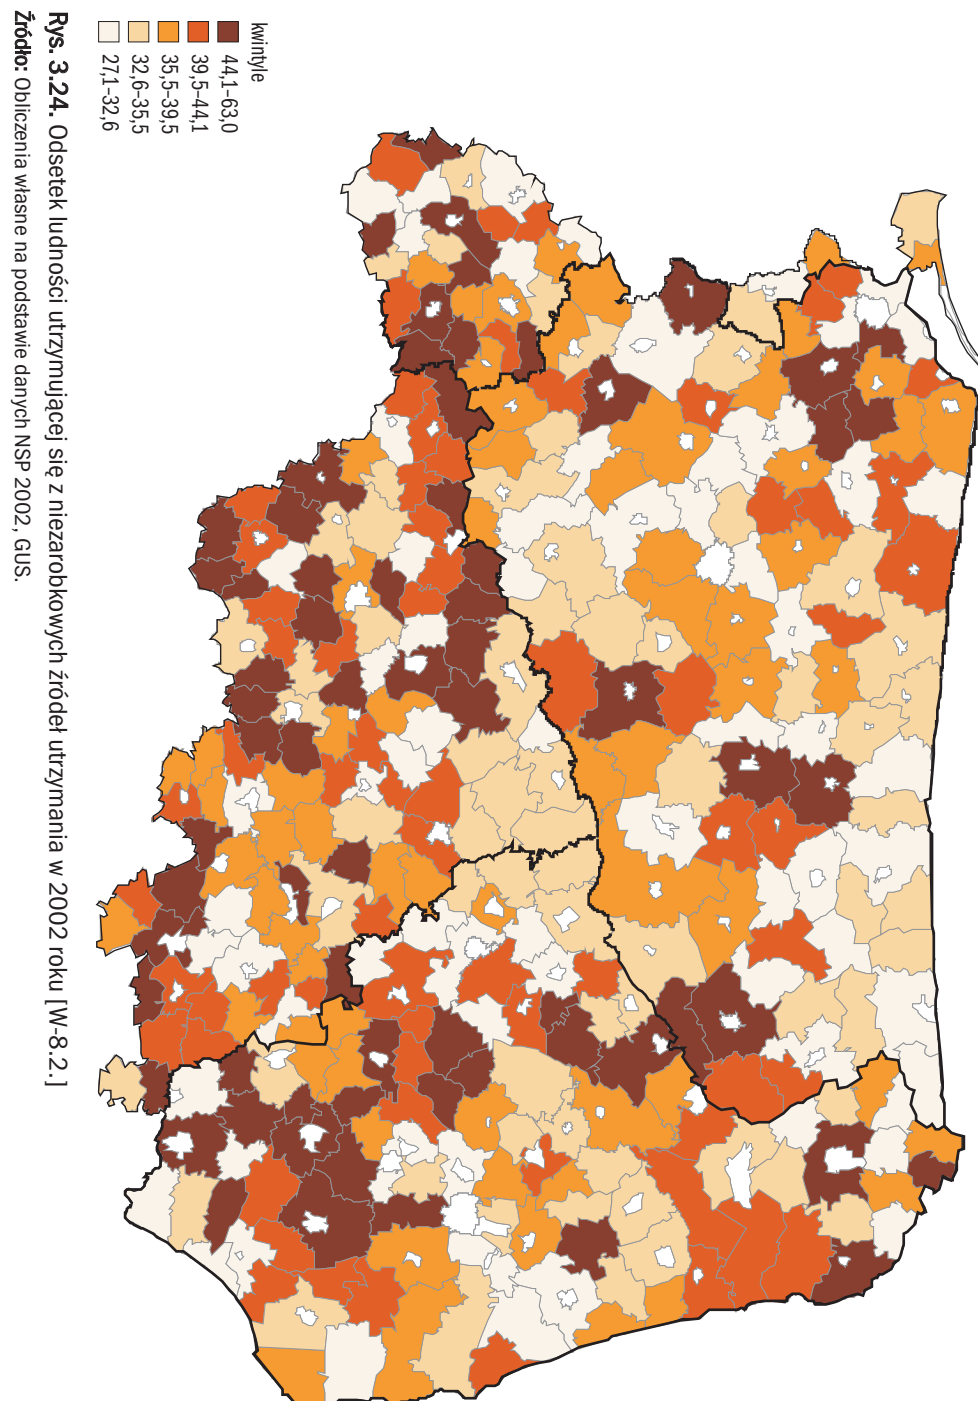 kwintyle
44,1–63,0
39,5–44,1
35,5–39,5
32,6–35,5
27,1–32,6
Rys. 3.24. Odsetek ludności utrzymującej się z niezarobkowych źródeł utrzymania w 2002 roku [W-8.2.]
Źródło: Obliczenia własne na podstawie danych NSP 2002, GUS.